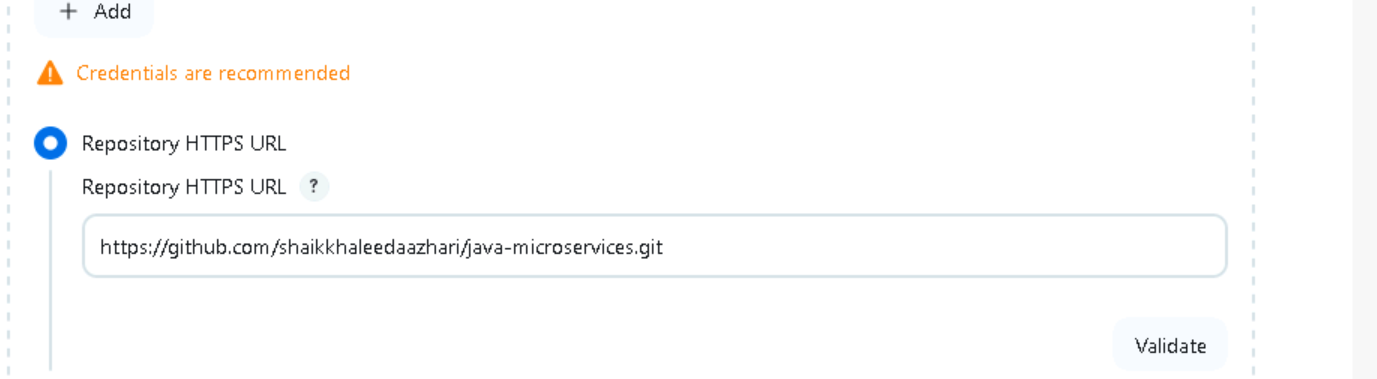 + Add
Credentials are recommended
Repository HTTPS URL
Repository HTTPS URL ?
https://github.com/shaikkhaleedaazhari/java-microservices.git
Validate